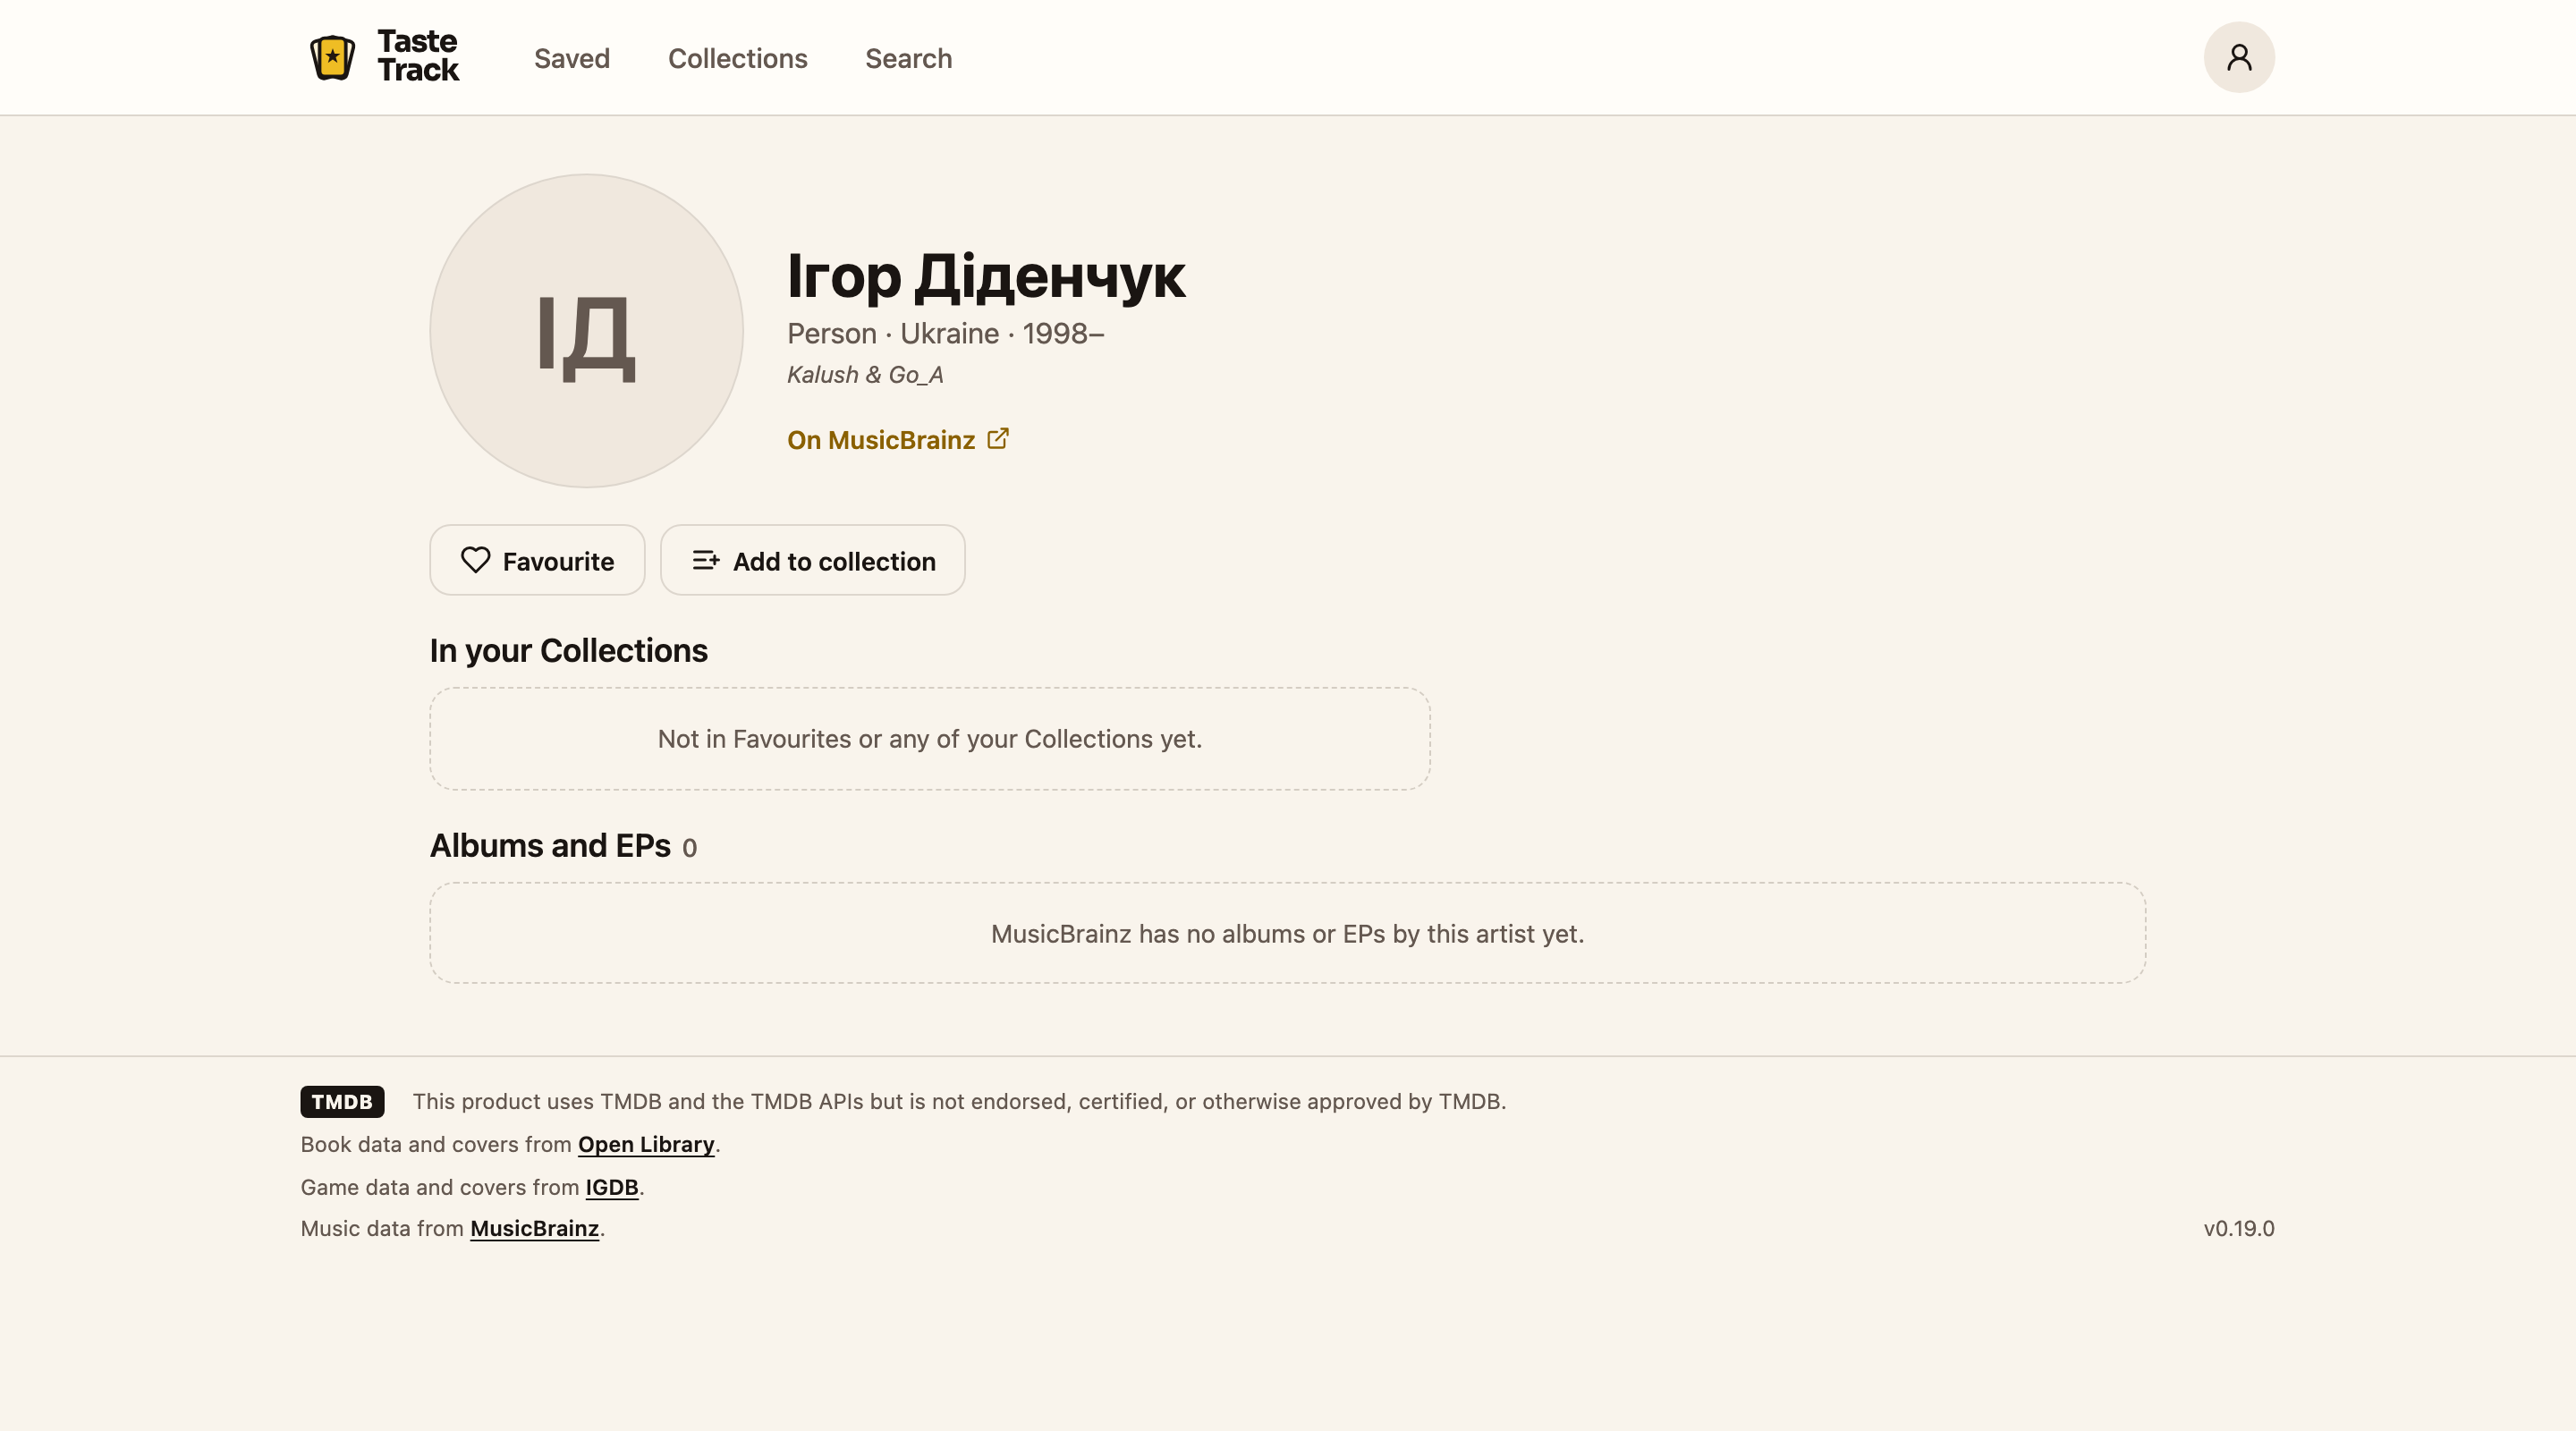 Taste
Track
Saved
Collections
Search
ІД
Ігор Діденчук
Person · Ukraine · 1998–
Kalush & Go_A
On MusicBrainz
Favourite
Add to collection
In your Collections
Not in Favourites or any of your Collections yet.
Albums and EPs 0
MusicBrainz has no albums or EPs by this artist yet.
TMDB This product uses TMDB and the TMDB APIs but is not endorsed, certified, or otherwise approved by TMDB.
Book data and covers from Open Library.
Game data and covers from IGDB.
Music data from MusicBrainz.
v0.19.0